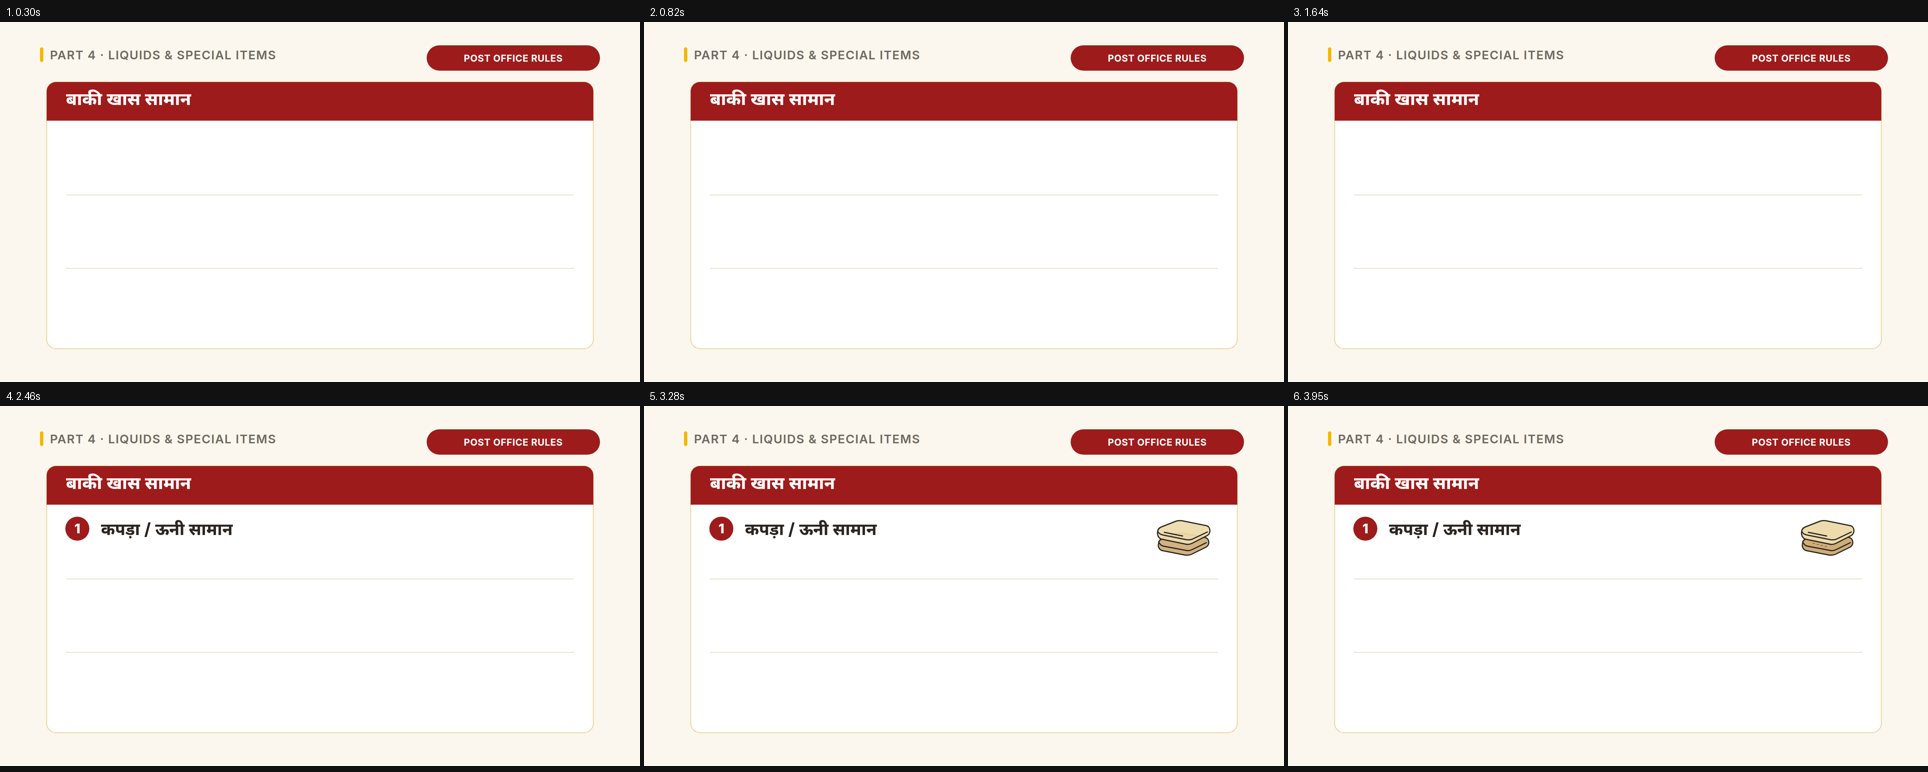 1. 0.30s
PART 4 · LIQUIDS & SPECIAL ITEMS
POST OFFICE RULES
बाकी खास सामान
2. 0.82s
PART 4 · LIQUIDS & SPECIAL ITEMS
POST OFFICE RULES
बाकी खास सामान
3. 1.64s
PART 4 · LIQUIDS & SPECIAL ITEMS
POST OFFICE RULES
बाकी खास सामान
4. 2.46s
PART 4 · LIQUIDS & SPECIAL ITEMS
POST OFFICE RULES
बाकी खास सामान
1 कपड़ा / ऊनी सामान
5. 3.28s
PART 4 · LIQUIDS & SPECIAL ITEMS
POST OFFICE RULES
बाकी खास सामान
1 कपड़ा / ऊनी सामान
6. 3.95s
PART 4 · LIQUIDS & SPECIAL ITEMS
POST OFFICE RULES
बाकी खास सामान
1 कपड़ा / ऊनी सामान